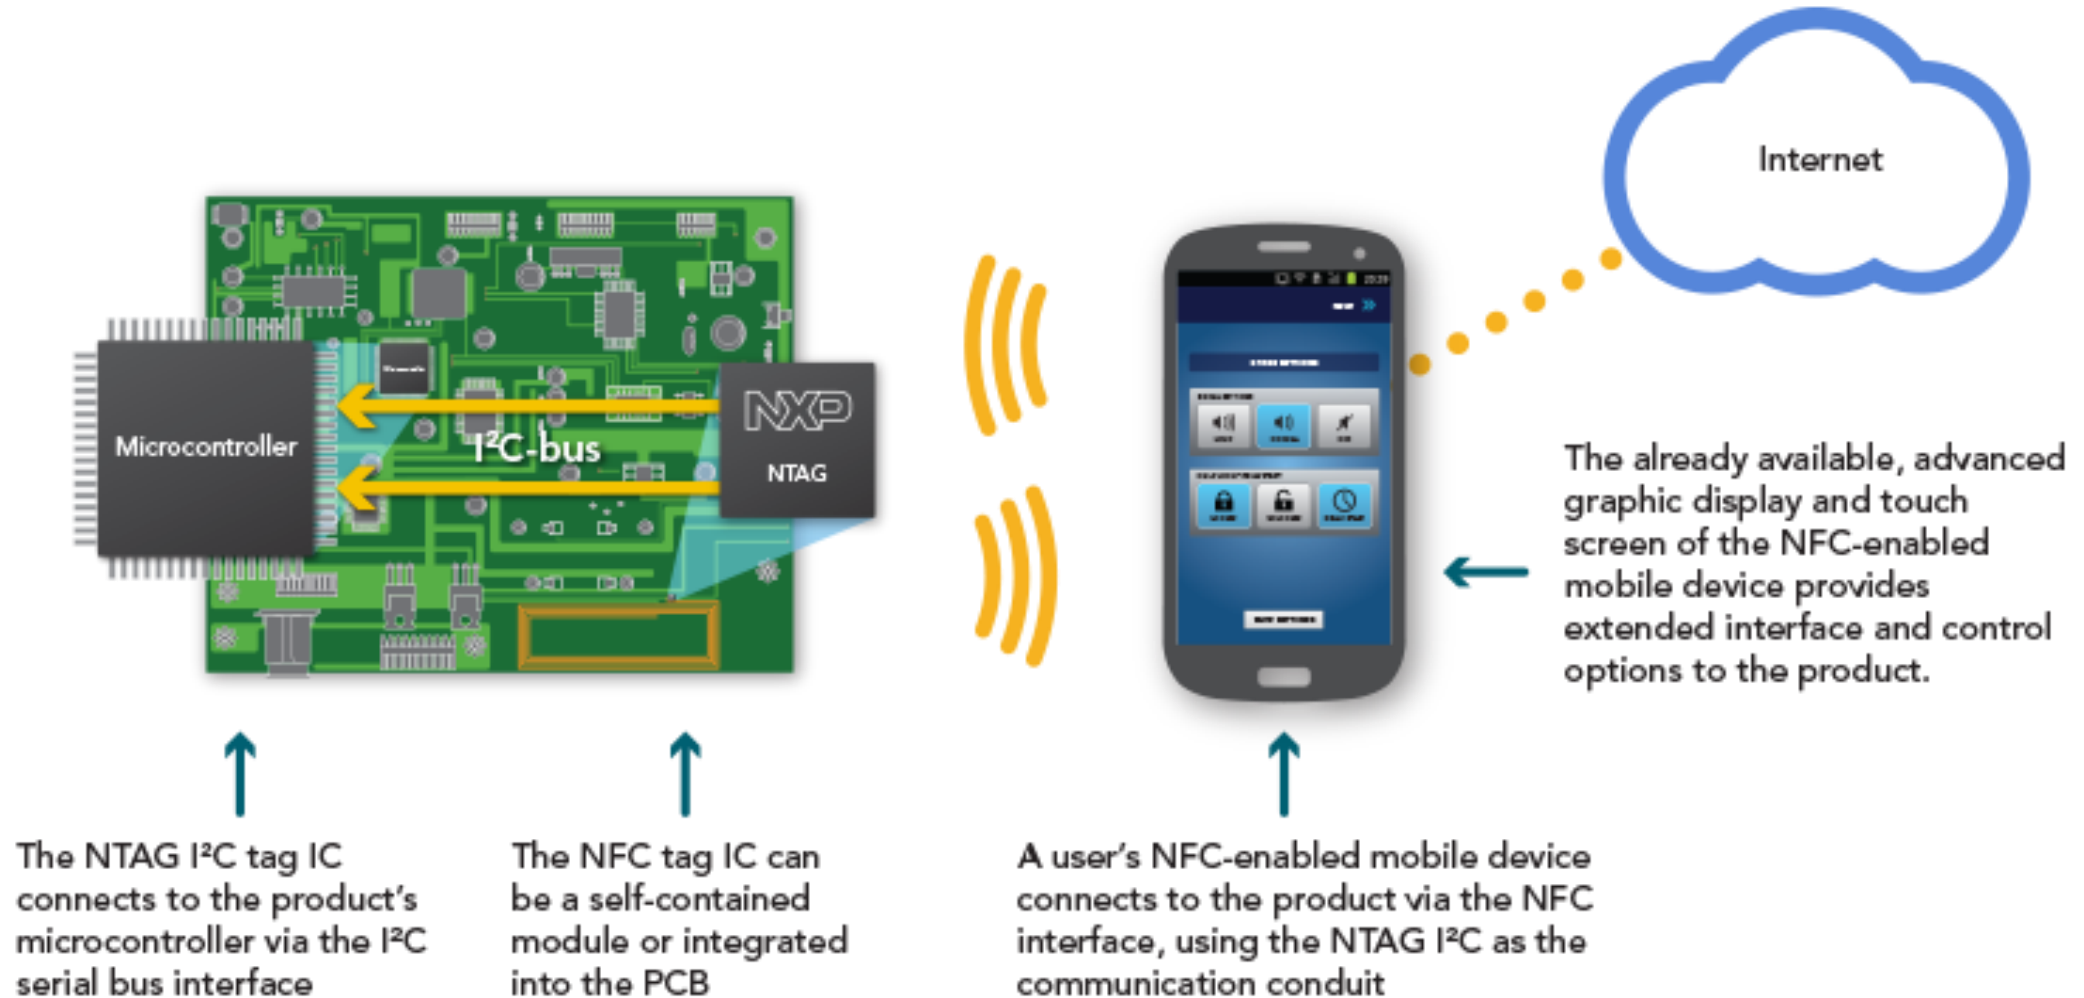 Internet
Microcontroller
I²C-bus
NXP
NTAG
The already available, advanced
graphic display and touch
screen of the NFC-enabled
mobile device provides
extended interface and control
options to the product.
The NTAG I²C tag IC
connects to the product's
microcontroller via the I²C
serial bus interface
The NFC tag IC can
be a self-contained
module or integrated
into the PCB
A user's NFC-enabled mobile device
connects to the product via the NFC
interface, using the NTAG I²C as the
communication conduit